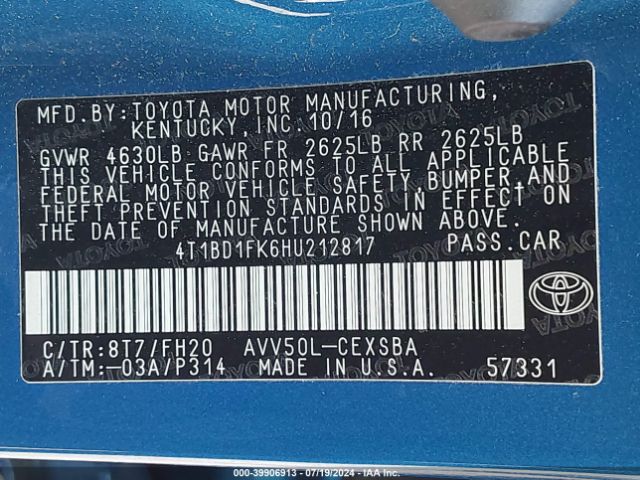 MFD.BY:TOYOTA MOTOR MANUFACTURING,
KENTUCKY,INC. 10/16
GVWR 4630LB GAWR FR 2625LB RR 2625LB
THIS VEHICLE CONFORMS TO ALL APPLICABLE
FEDERAL MOTOR VEHICLE SAFETY,BUMPER,AND
THEFT PREVENTION STANDARDS IN EFFECT ON
THE DATE OF MANUFACTURE SHOWN ABOVE.
4T1BD1FK6HU212817 PASS.CAR
C/TR:8T7/FH20 AVV50L-CEXSBA
A/TM:-03A/P314 MADE IN U.S.A. 57331
000-39906913 - 07/19/2024 - IAA Inc.